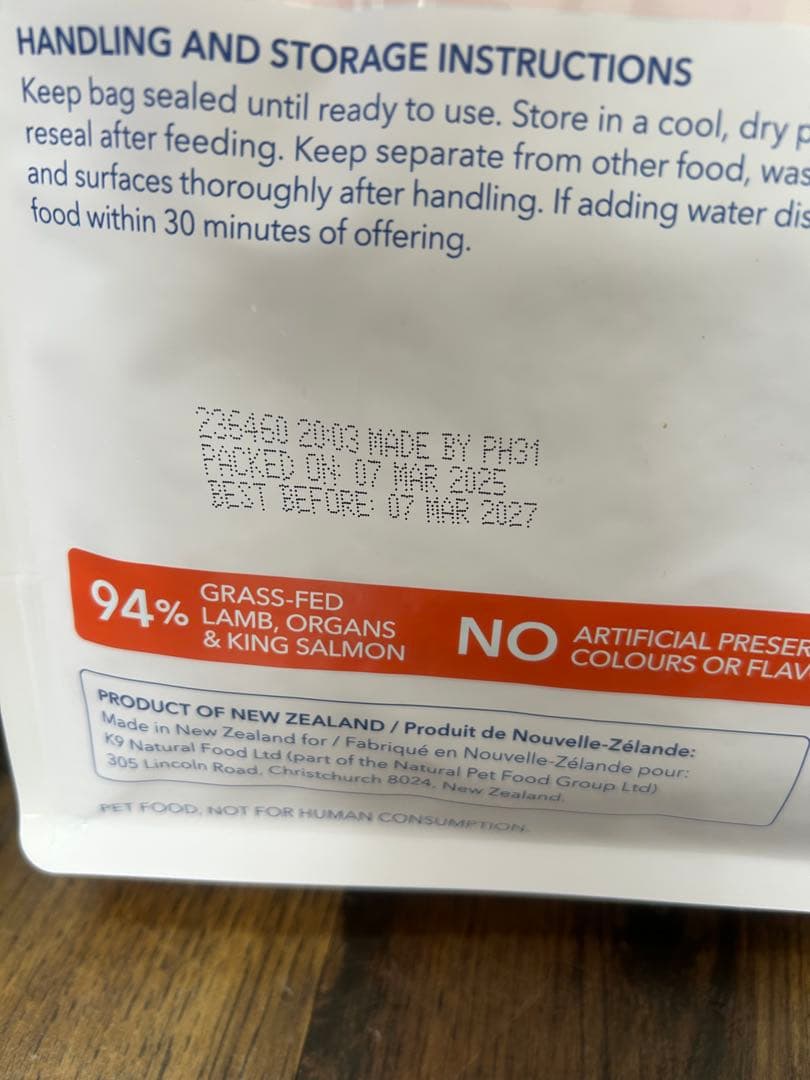 HANDLING AND STORAGE INSTRUCTIONS
Keep bag sealed until ready to use. Store in a cool, dry
reseal after feeding. Keep separate from other food,
and surfaces thoroughly after handling. If adding water
food within 30 minutes of offering.
236460 20:03 MADE BY PH31
PACKED ON: 07 MAR 2025
BEST BEFORE: 07 MAR 2027
94% GRASS-FED
LAMB, ORGANS
& KING SALMON
NO ARTIFICIAL
COLOURS OR
PRODUCT OF NEW ZEALAND / Produit de Nouvelle-Zélande:
Made in New Zealand for / Fabriqué en Nouvelle-Zélande pour:
K9 Natural Food Ltd (part of the Natural Pet Food Group Ltd)
305 Lincoln Road, Christchurch 8024, New Zealand.
PET FOOD, NOT FOR HUMAN CONSUMPTION.